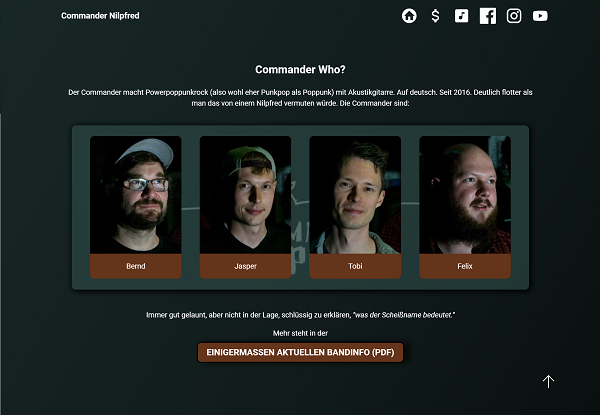 Commander Nilpfred
Commander Who?
Der Commander macht Powerpoppunkrock (also wohl eher Punkpop als Poppunk) mit Akustikgitarre. Auf deutsch. Seit 2016. Deutlich flotter als
man das von einem Nilpfred vermuten würde. Die Commander sind:
Bernd
Jasper
Tobi
Felix
Immer gut gelaunt, aber nicht in der Lage, schlüssig zu erklären, "was der Scheißname bedeutet."
Mehr steht in der
EINIGERMASSEN AKTUELLEN BANDINFO (PDF)